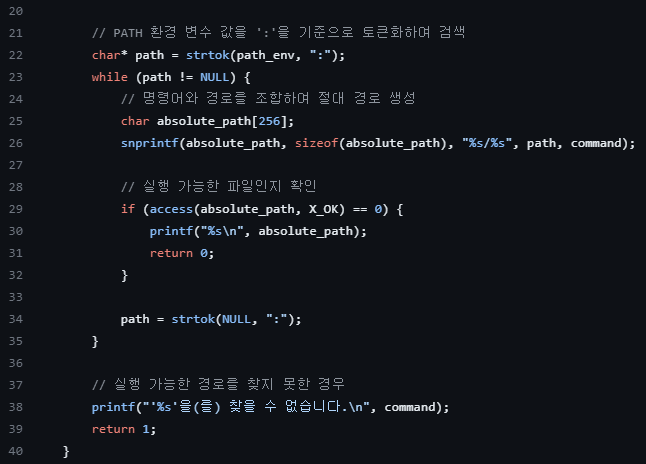 20
21 // PATH 환경 변수 값을 ':'을 기준으로 토큰화하여 검색
22 char* path = strtok(path_env, ":");
23 while (path != NULL) {
24 // 명령어와 경로를 조합하여 절대 경로 생성
25 char absolute_path[256];
26 snprintf(absolute_path, sizeof(absolute_path), "%s/%s", path, command);
27
28 // 실행 가능한 파일인지 확인
29 if (access(absolute_path, X_OK) == 0) {
30 printf("%s\n", absolute_path);
31 return 0;
32 }
33
34 path = strtok(NULL, ":");
35 }
36
37 // 실행 가능한 경로를 찾지 못한 경우
38 printf("'%s'을(를) 찾을 수 없습니다.\n", command);
39 return 1;
40 }